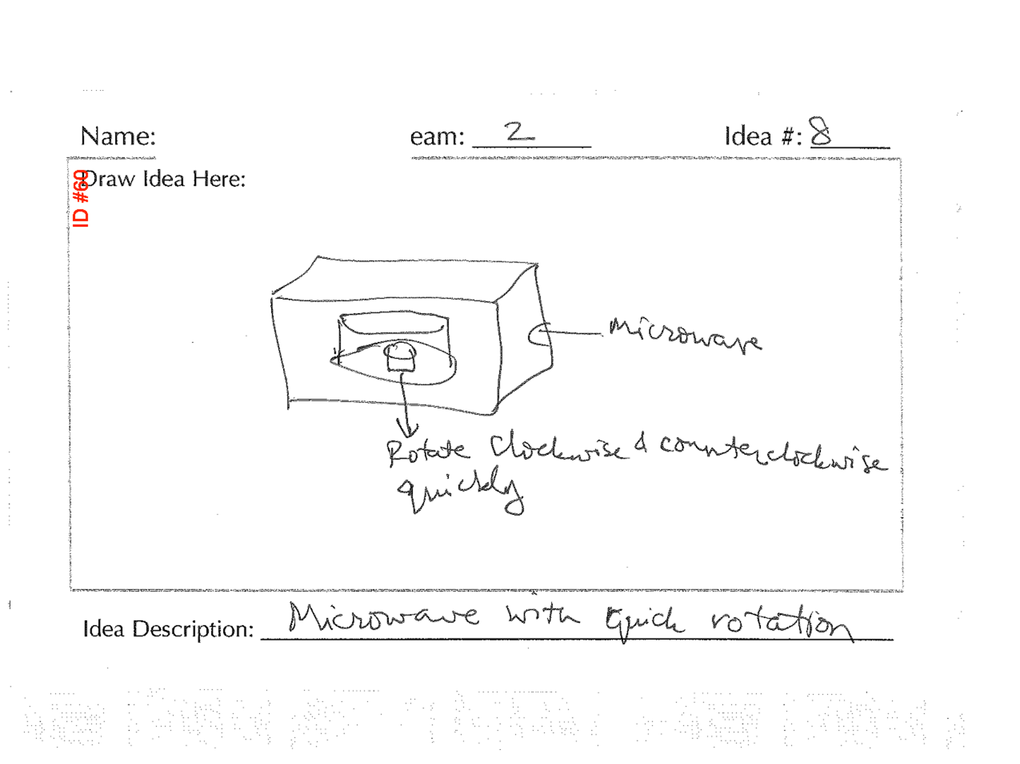 Name: eam: 2 Idea #: 8
Draw Idea Here:
ID #69
Microwave
Rotate Clockwise & counterclockwise
quickly
Idea Description: Microwave with quick rotation